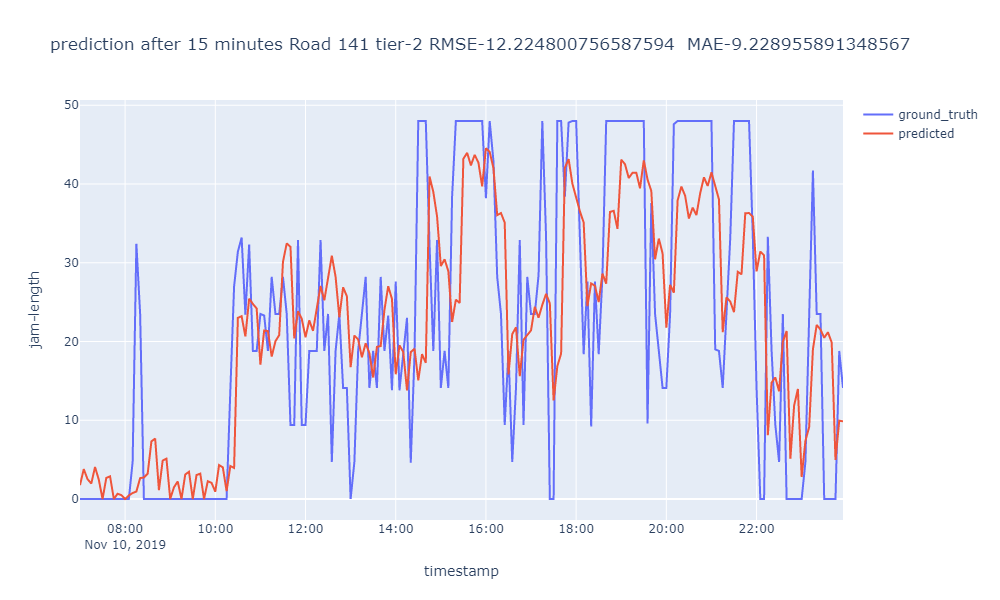 prediction after 15 minutes Road 141 tier-2 RMSE-12.224800756587594 MAE-9.228955891348567
ground_truth
predicted
jam-length
50
40
30
20
10
0
08:00 10:00 12:00 14:00 16:00 18:00 20:00 22:00
Nov 10, 2019
timestamp